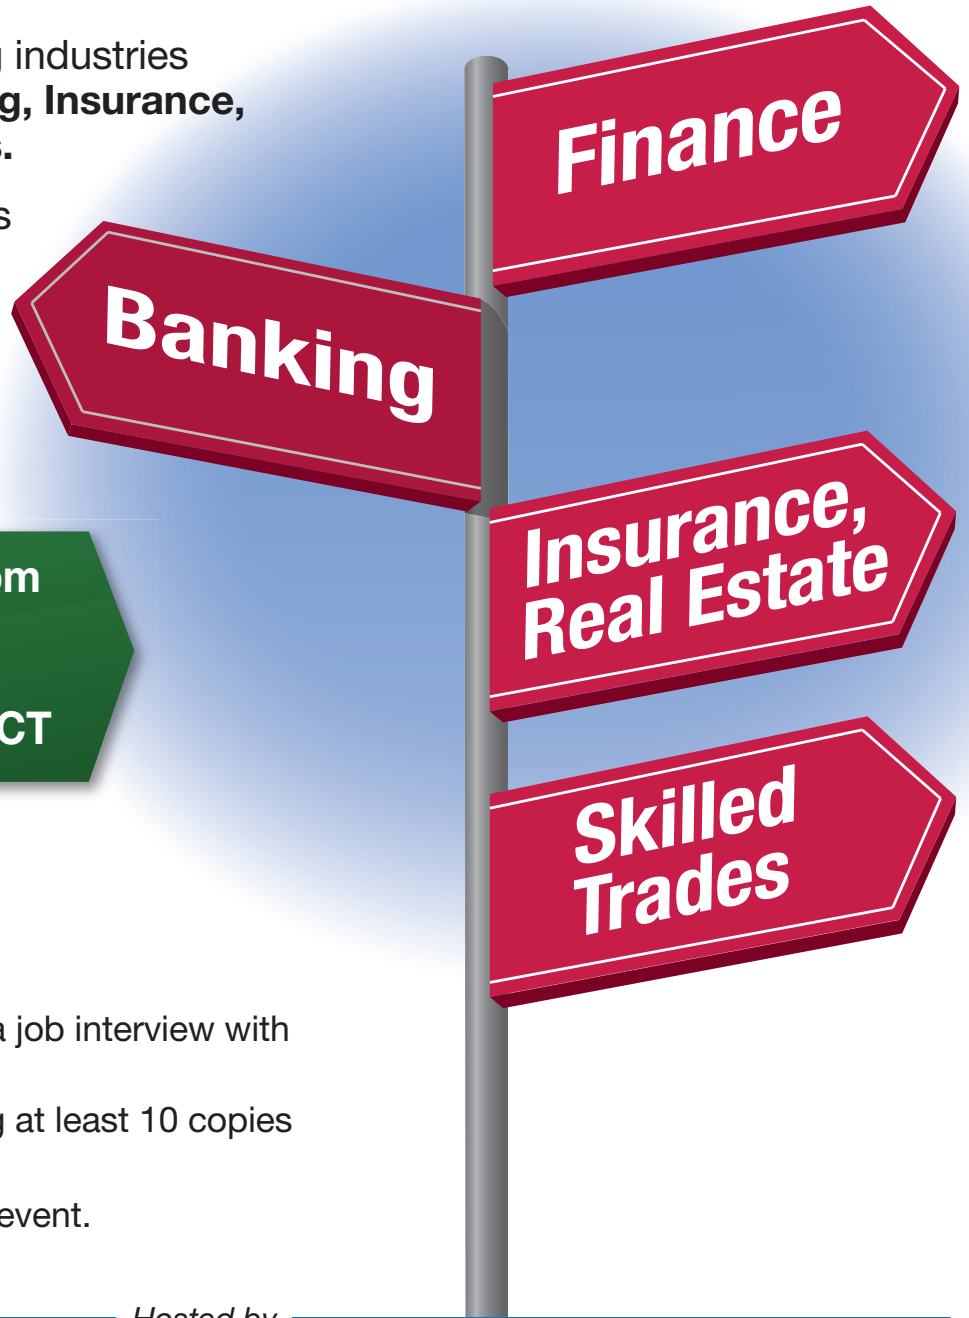 g industries
g, Insurance,
s.
s
Finance
Banking
Insurance,
Real Estate
om
CT
Skilled
Trades
a job interview with
g at least 10 copies
event.
Hosted by